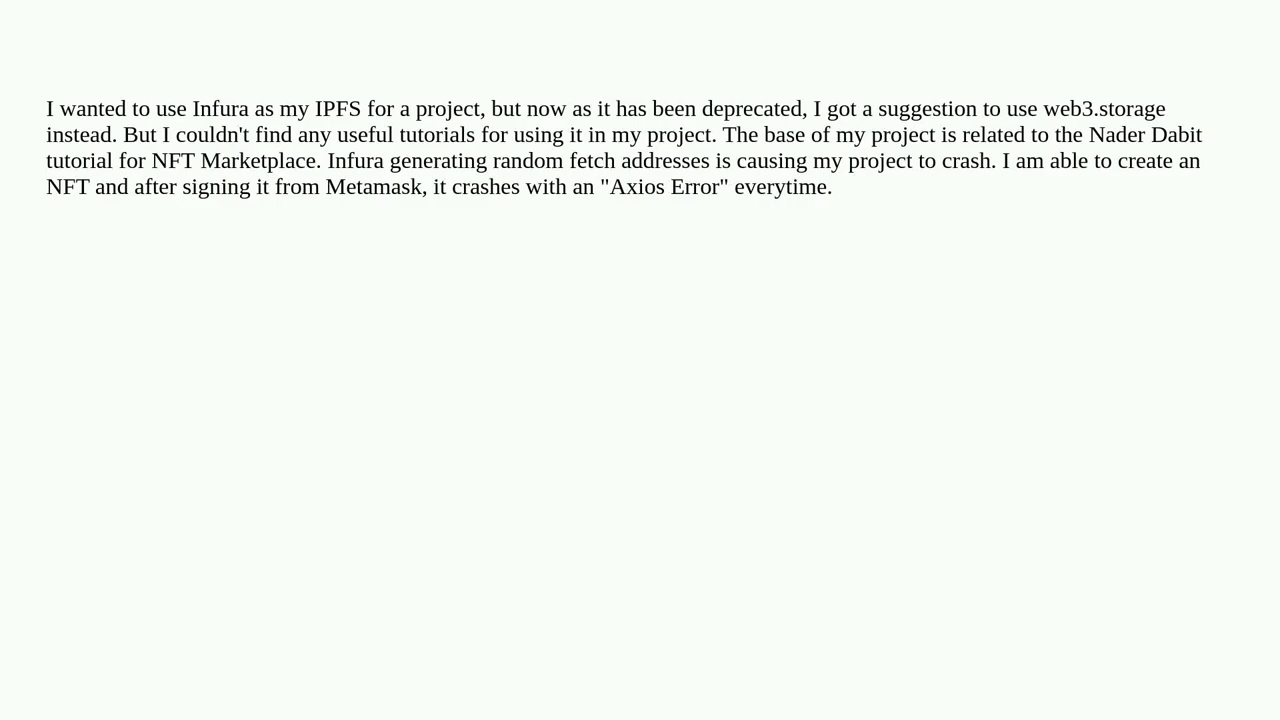 I wanted to use Infura as my IPFS for a project, but now as it has been deprecated, I got a suggestion to use web3.storage
instead. But I couldn't find any useful tutorials for using it in my project. The base of my project is related to the Nader Dabit
tutorial for NFT Marketplace. Infura generating random fetch addresses is causing my project to crash. I am able to create an
NFT and after signing it from Metamask, it crashes with an "Axios Error" everytime.